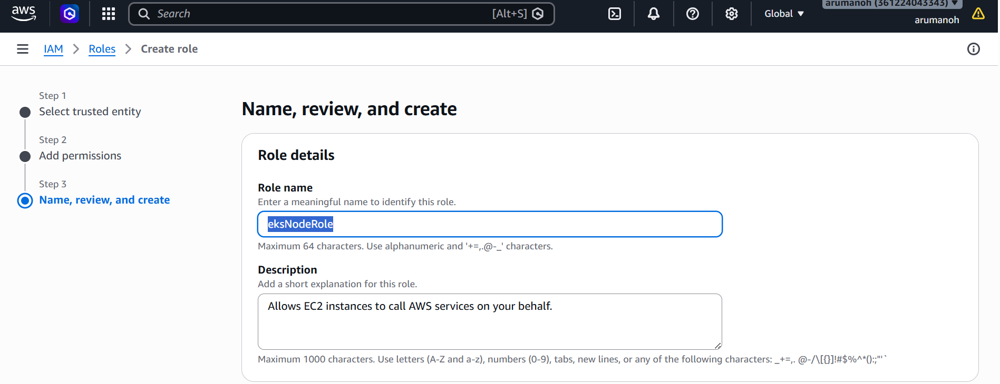 aws
Search
[Alt+S]
Global
arumanoh (361224043343)
arumanoh
IAM
Roles
Create role
Step 1
Select trusted entity
Step 2
Add permissions
Step 3
Name, review, and create
Name, review, and create
Role details
Role name
Enter a meaningful name to identify this role.
eksNodeRole
Maximum 64 characters. Use alphanumeric and '+=,.@-_' characters.
Description
Add a short explanation for this role.
Allows EC2 instances to call AWS services on your behalf.
Maximum 1000 characters. Use letters (A-Z and a-z), numbers (0-9), tabs, new lines, or any of the following characters: _+=,. @-/\[{}]!#$%^*();:"'`